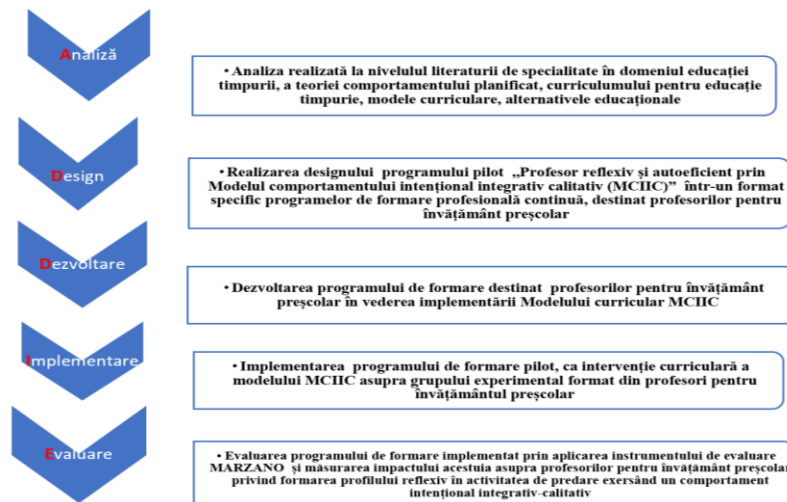 Analiză
• Analiza realizată la nivelulul literaturii de specialitate în domeniul educației
timpurii, a teoriei comportamentului planificat, curriculumului pentru educație
timpurie, modele curriculare, alternativele educaționale
Design
• Realizarea designului programului pilot „Profesor reflexiv și autoeficient prin
Modelul comportamentului intențional integrativ calitativ (MCIIC)” într-un format
specific programelor de formare profesională continuă, destinat profesorilor pentru
învățământ preșcolar
Dezvoltare
• Dezvoltarea programului de formare destinat profesorilor pentru învățământ
preșcolar în vederea implementării Modelului curricular MCIIC
Implementare
• Implementarea programului de formare pilot, ca intervenție curriculară a
modelului MCIIC asupra grupului experimental format din profesori pentru
învățământul preșcolar
Evaluare
• Evaluarea programului de formare implementat prin aplicarea instrumentului de evaluare
MARZANO și măsurarea impactului acestuia asupra profesorilor pentru învățământ preșcolar
privind formarea profilului reflexiv în activitatea de predare exersând un comportament
intențional integrativ-calitativ